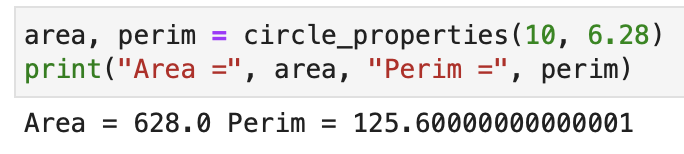 area, perim = circle_properties(10, 6.28)
print("Area =", area, "Perim =", perim)
Area = 628.0 Perim = 125.60000000000001